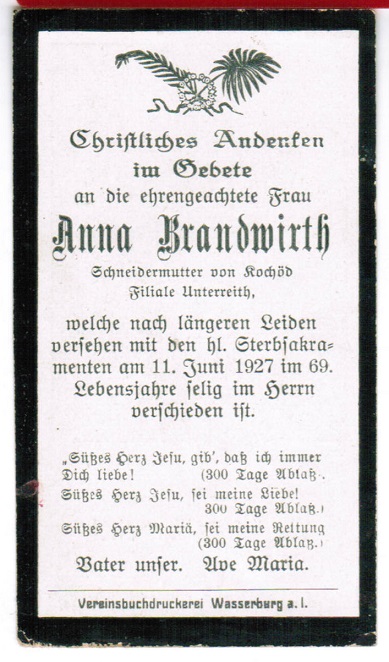 Christliches Andenken
im Gebete
an die ehrengeachtete Frau
Anna Brandwirth
Schneidermutter von Kochöd
Filiale Unterreith,
welche nach längeren Leiden
versehen mit den hl. Sterbsakra-
menten am 11. Juni 1927 im 69.
Lebensjahre selig im Herrn
verschieden ist.
„Süßes Herz Jesu, gib', daß ich immer
Dich liebe! (300 Tage Ablaß.
Süßes Herz Jesu, sei meine Liebe!
300 Tage Ablaß.)
Süßes Herz Mariä, sei meine Rettung
(300 Tage Ablaß.)
Vater unser. Ave Maria.
Vereinsbuchdruckerei Wasserburg a. I.